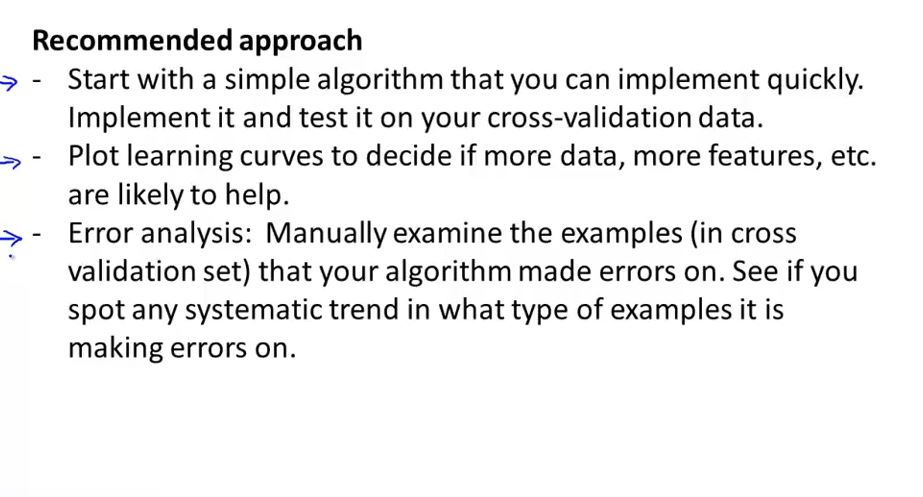 Recommended approach
- Start with a simple algorithm that you can implement quickly.
Implement it and test it on your cross-validation data.
- Plot learning curves to decide if more data, more features, etc.
are likely to help.
- Error analysis: Manually examine the examples (in cross
validation set) that your algorithm made errors on. See if you
spot any systematic trend in what type of examples it is
making errors on.